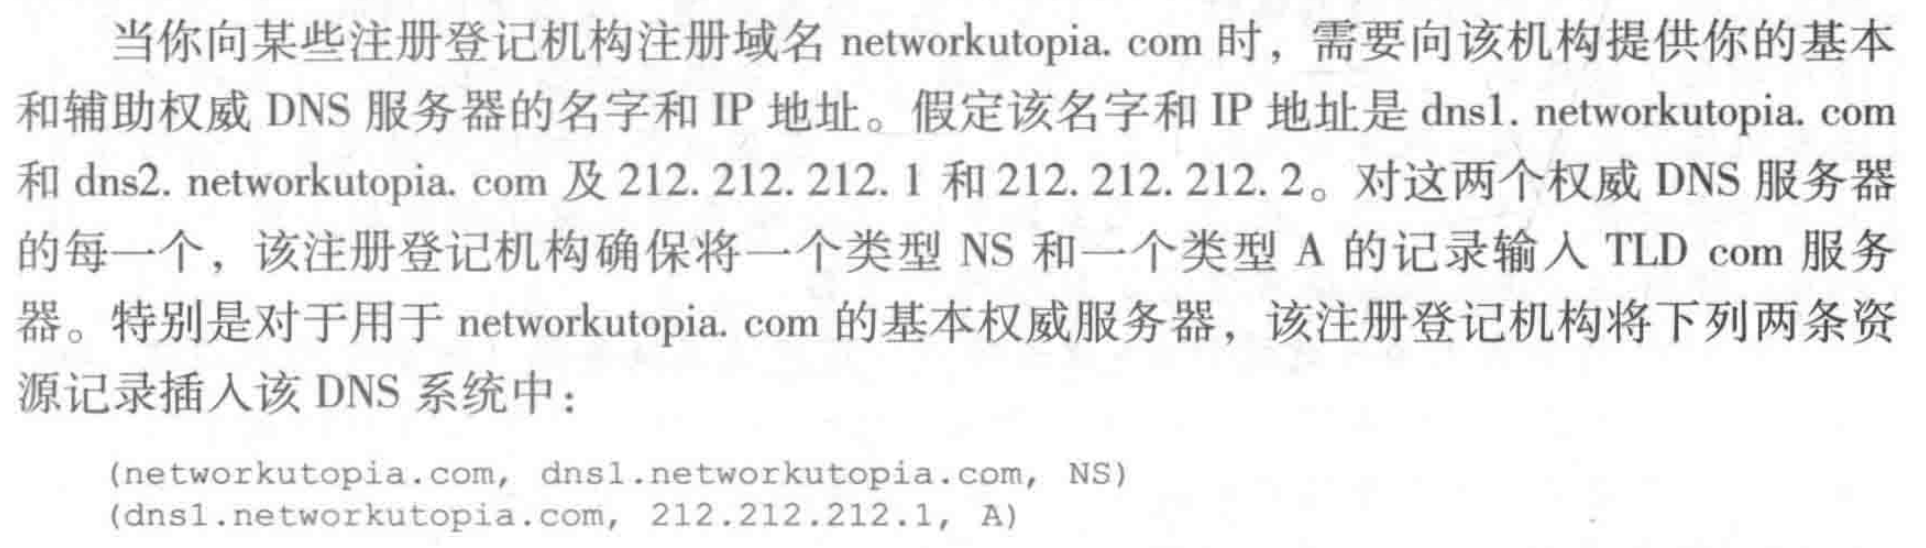 当你向某些注册登记机构注册域名 networkutopia. com 时，需要向该机构提供你的基本
和辅助权威 DNS 服务器的名字和 IP 地址。假定该名字和 IP 地址是 dns1. networkutopia. com
和 dns2. networkutopia. com 及 212. 212. 212. 1 和 212. 212. 212. 2。对这两个权威 DNS 服务器
的每一个，该注册登记机构确保将一个类型 NS 和一个类型 A 的记录输入 TLD com 服务
器。特别是对于用于 networkutopia. com 的基本权威服务器，该注册登记机构将下列两条资
源记录插入该 DNS 系统中：
(networkutopia.com, dns1.networkutopia.com, NS)
(dns1.networkutopia.com, 212.212.212.1, A)